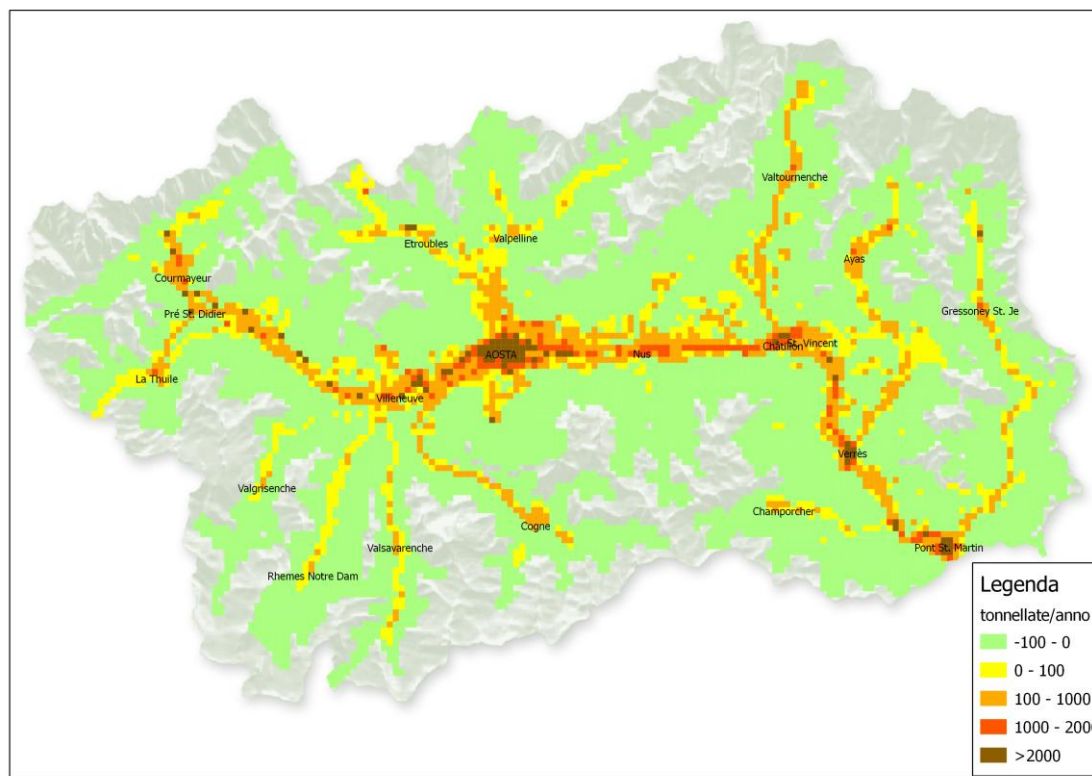 Valtournenche
Etroubles
Valpelline
Ayas
Courmayeur
Pré St. Didier
Gressoney St. Je
AOSTA
Nus
Châtillon
St. Vincent
La Thuile
Villeneuve
Verrès
Valgrisenche
Champorcher
Cogne
Valsavarenche
Pont St. Martin
Rhemes Notre Dam
Legenda
tonnellate/anno
-100 - 0
0 - 100
100 - 1000
1000 - 2000
>2000